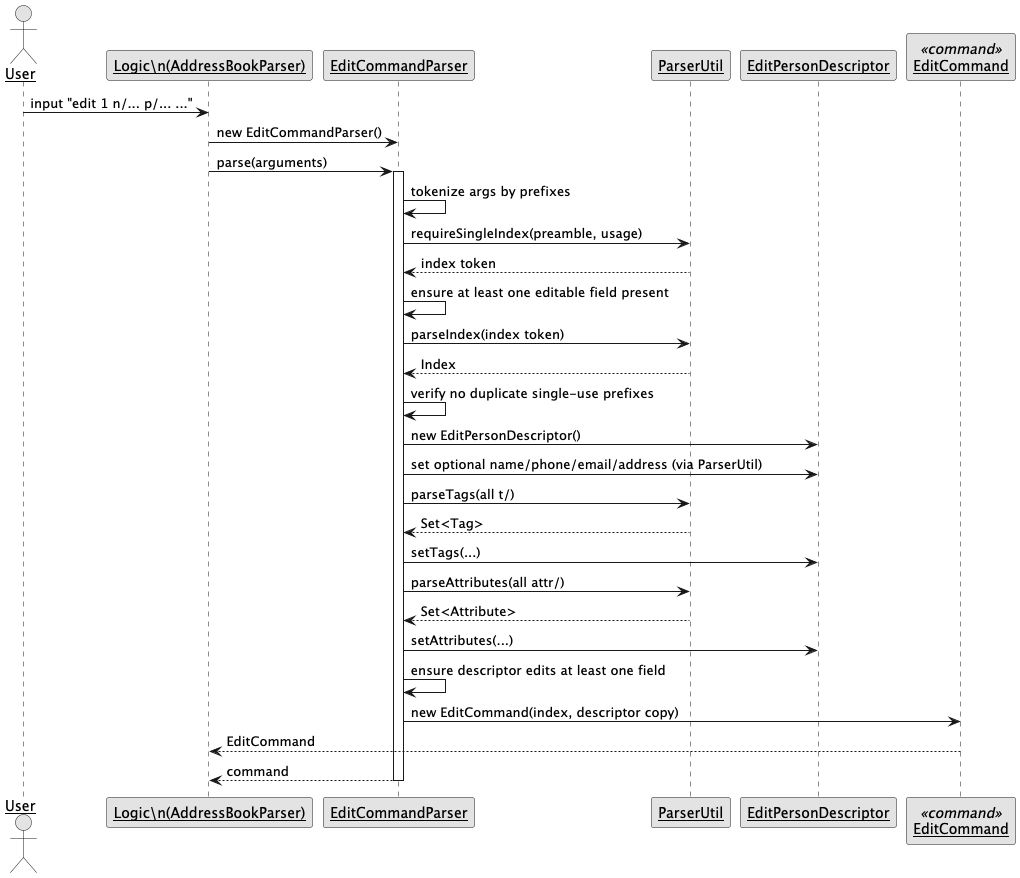 User
Logic\n(AddressBookParser)
EditCommandParser
ParserUtil
EditPersonDescriptor
«command»
EditCommand
input "edit 1 n/... p/... ..."
new EditCommandParser()
parse(arguments)
tokenize args by prefixes
requireSingleIndex(preamble, usage)
index token
ensure at least one editable field present
parseIndex(index token)
Index
verify no duplicate single-use prefixes
new EditPersonDescriptor()
set optional name/phone/email/address (via ParserUtil)
parseTags(all t/)
Set<Tag>
setTags(...)
parseAttributes(all attr/)
Set<Attribute>
setAttributes(...)
ensure descriptor edits at least one field
new EditCommand(index, descriptor copy)
EditCommand
command
User
Logic\n(AddressBookParser)
EditCommandParser
ParserUtil
EditPersonDescriptor
«command»
EditCommand